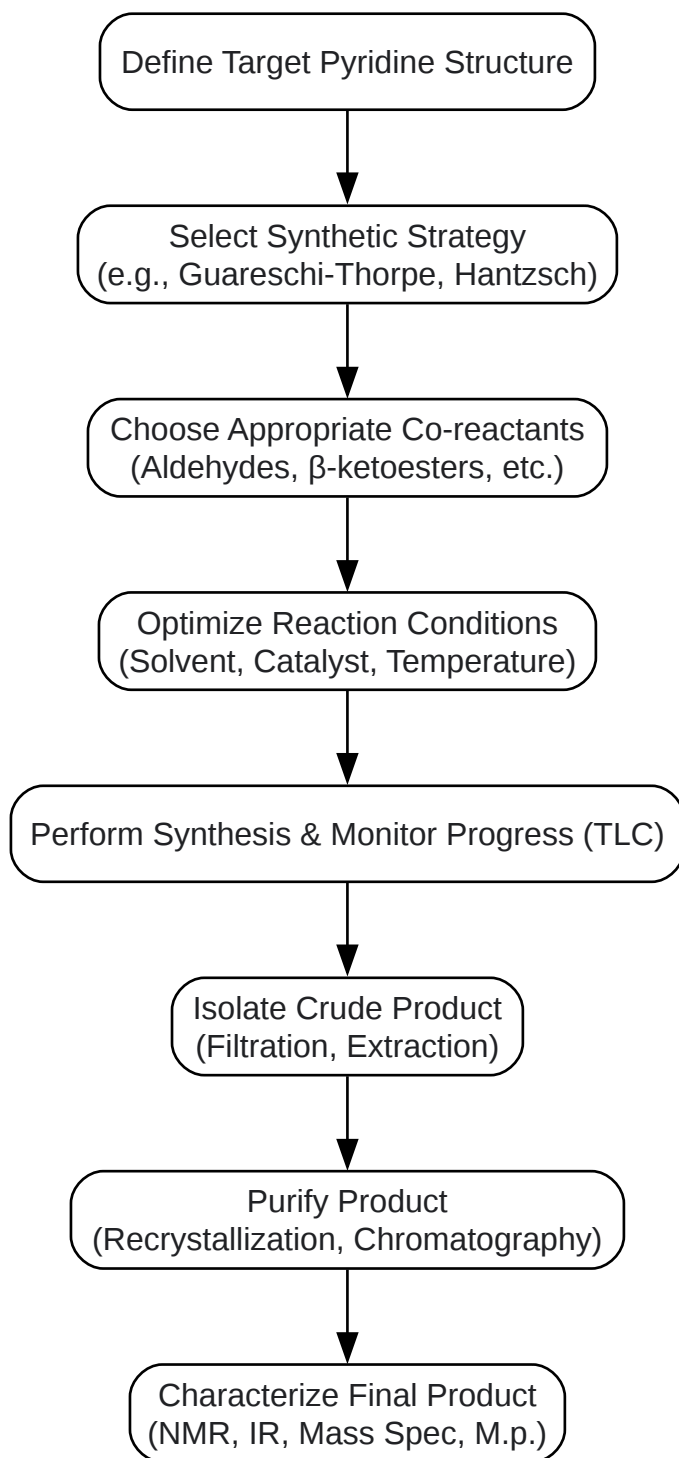 Define Target Pyridine Structure
Select Synthetic Strategy
(e.g., Guareschi-Thorpe, Hantzsch)
Choose Appropriate Co-reactants
(Aldehydes, β-ketoesters, etc.)
Optimize Reaction Conditions
(Solvent, Catalyst, Temperature)
Perform Synthesis & Monitor Progress (TLC)
Isolate Crude Product
(Filtration, Extraction)
Purify Product
(Recrystallization, Chromatography)
Characterize Final Product
(NMR, IR, Mass Spec, M.p.)